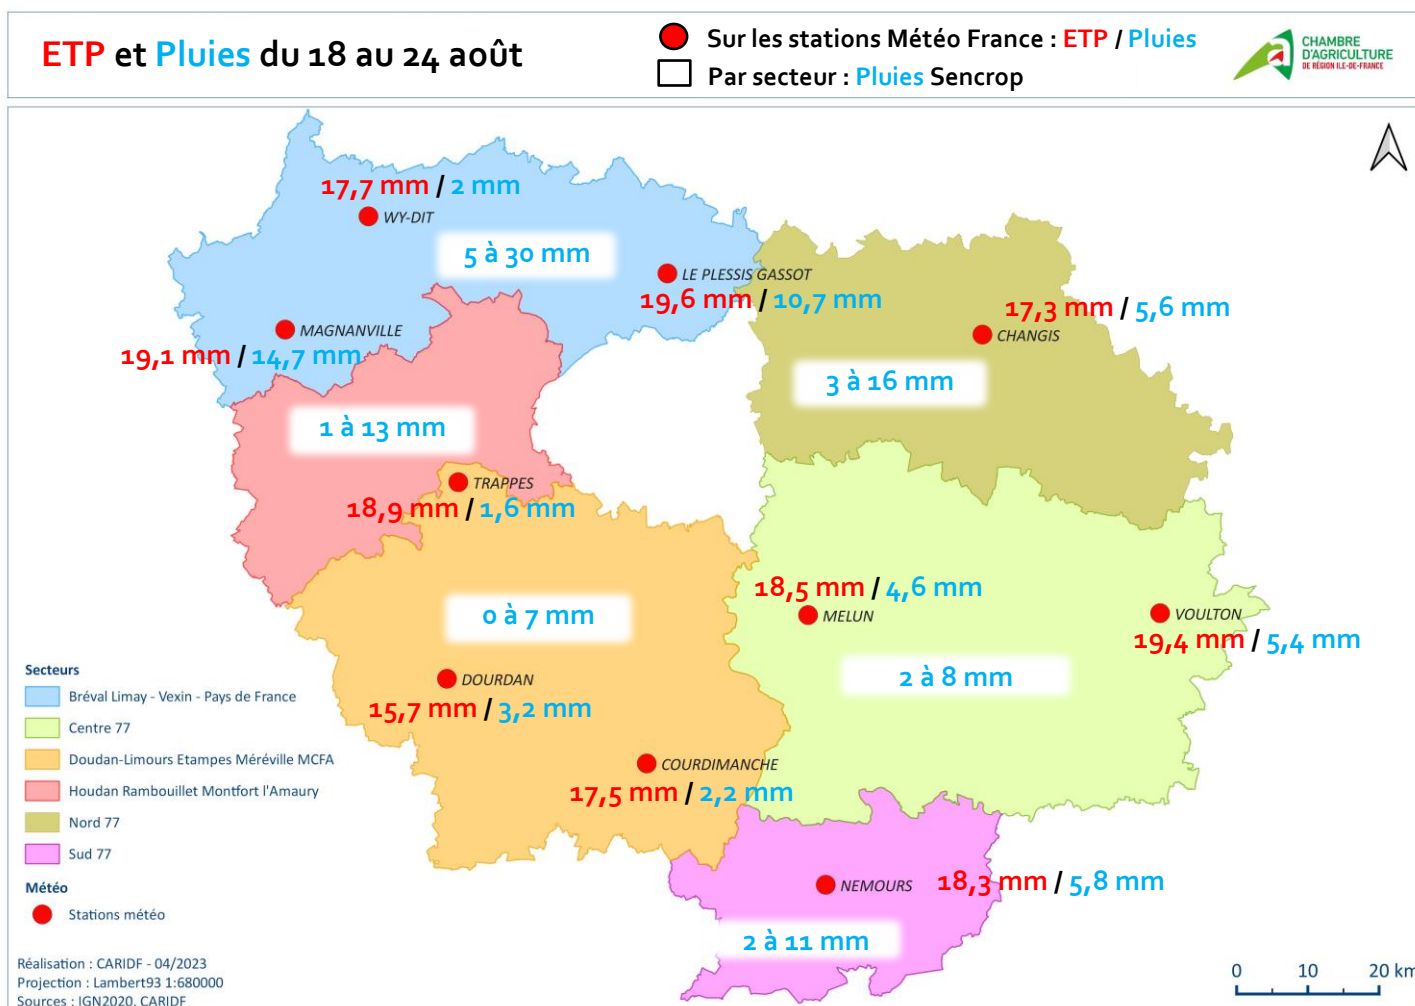 ETP et Pluies du 18 au 24 août
Sur les stations Météo France : ETP / Pluies
Par secteur : Pluies Sencrop
CHAMBRE
D'AGRICULTURE
DE RÉGION ILE-DE-FRANCE
17,7 mm / 2 mm
WY-DIT
5 à 30 mm
LE PLESSIS GASSOT
19,6 mm / 10,7 mm
17,3 mm / 5,6 mm
CHANGIS
MAGNANVILLE
19,1 mm / 14,7 mm
3 à 16 mm
1 à 13 mm
TRAPPES
18,9 mm / 1,6 mm
18,5 mm / 4,6 mm
MELUN
0 à 7 mm
VOULTON
19,4 mm / 5,4 mm
2 à 8 mm
DOURDAN
15,7 mm / 3,2 mm
COURDIMANCHE
17,5 mm / 2,2 mm
NEMOURS
18,3 mm / 5,8 mm
2 à 11 mm
Secteurs
Bréval Limay - Vexin - Pays de France
Centre 77
Doudan-Limours Etampes Méréville MCFA
Houdan Rambouillet Montfort l'Amaury
Nord 77
Sud 77
Météo
Stations météo
Réalisation : CARIDF - 04/2023
Projection : Lambert93 1:680000
Sources : IGN2020, CARIDF
0 10 20 km